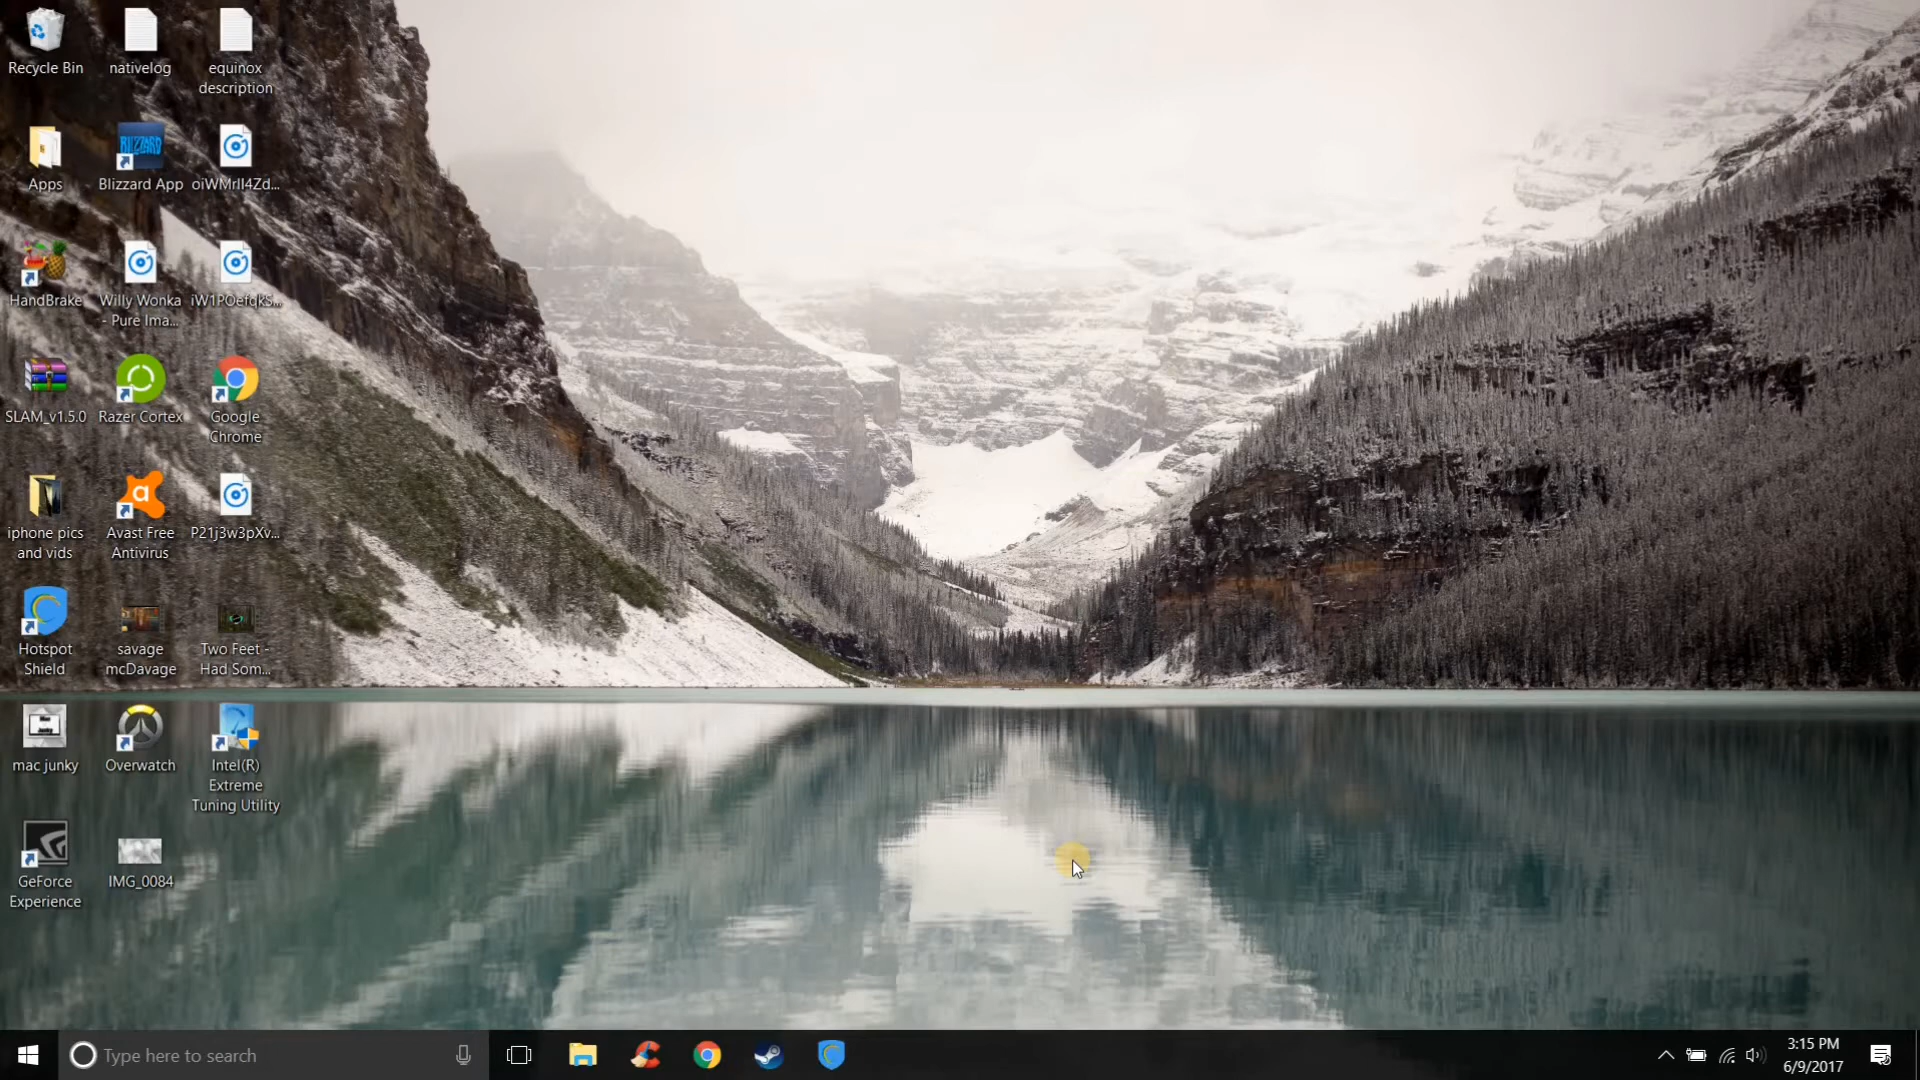 Recycle Bin
nativelog
equinox
description
Apps
Blizzard App
BLIZZARD
HandBrake
Willy Wonka
- Pure Ima...
SLAM_v1.5.0
Razer Cortex
Google
Chrome
iphone pics
and vids
Avast Free
Antivirus
P21j3w3pXv...
Hotspot
Shield
savage
mcDavage
Two Feet -
Had Som...
mac junky
Overwatch
Intel(R)
Extreme
Tuning Utility
GeForce
Experience
IMG_0084
Type here to search
3:15 PM
6/9/2017